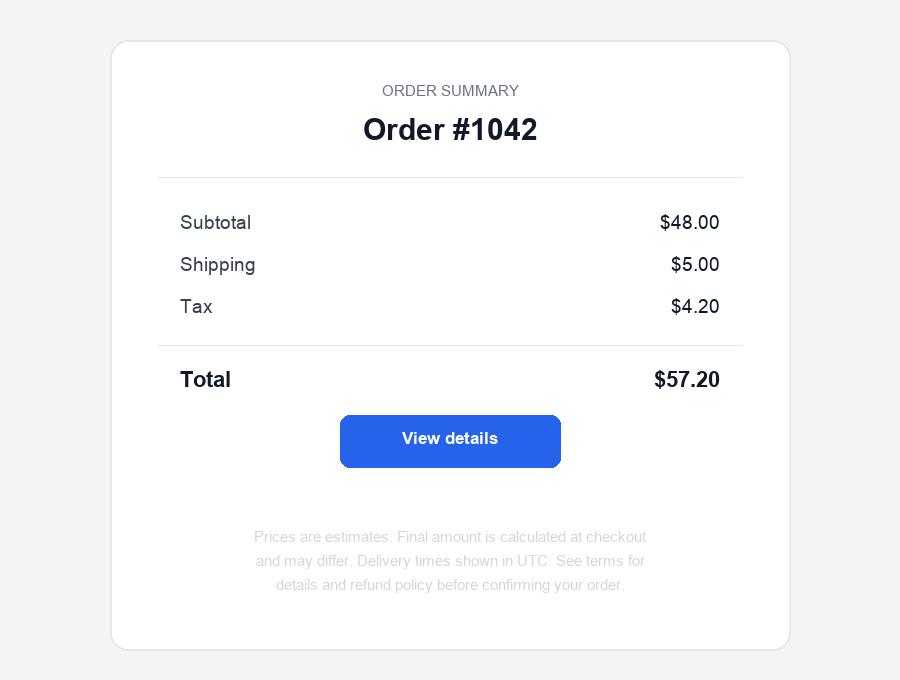 ORDER SUMMARY
Order #1042
Subtotal $48.00
Shipping $5.00
Tax $4.20
Total $57.20
View details
Prices are estimates. Final amount is calculated at checkout
and may differ. Delivery times shown in UTC. See terms for
details and refund policy before confirming your order.